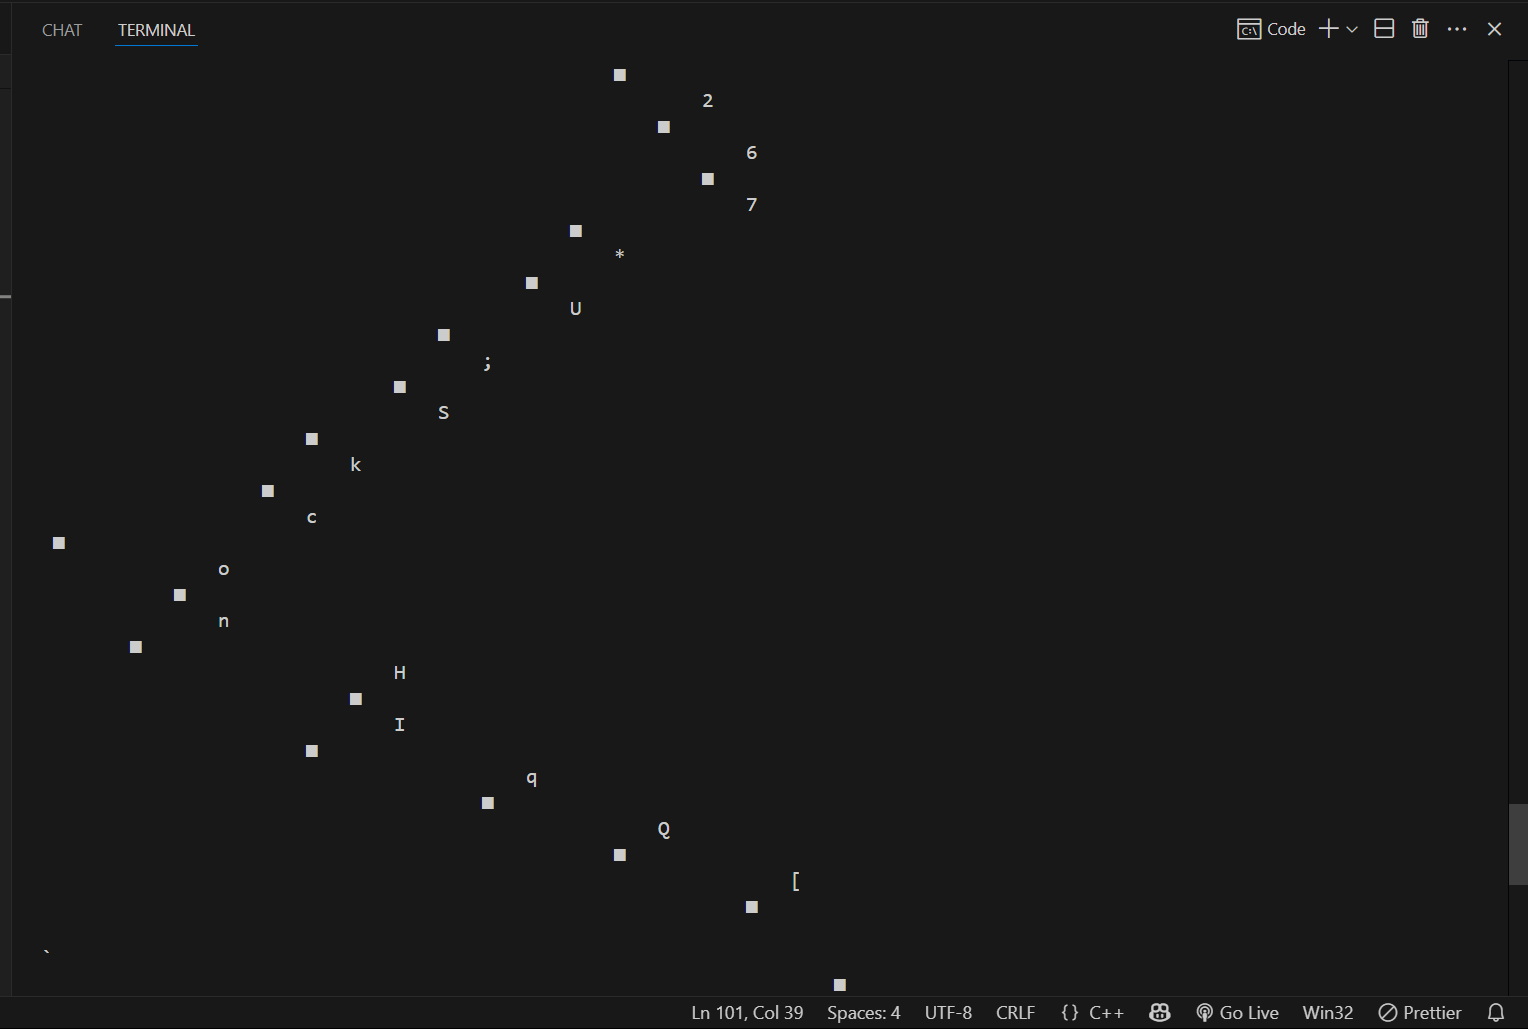 CHAT TERMINAL Code
■
2
■
6
■
7
■
*
■
U
■
;
■
S
■
k
■
c
■
o
■
n
■
H
■
I
■
q
■
Q
■
[
■
`
■
Ln 101, Col 39 Spaces: 4 UTF-8 CRLF {} C++ Go Live Win32 Prettier